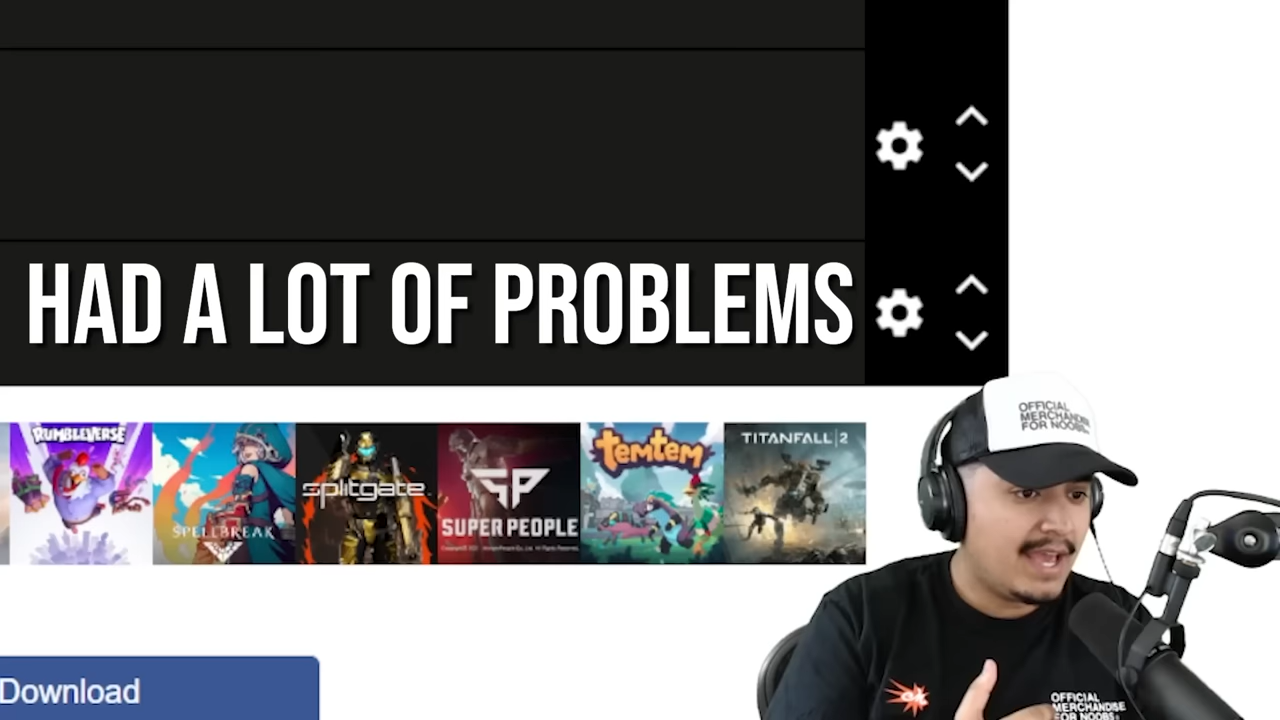 HAD A LOT OF PROBLEMS
RUMBLEVERSE
SPELLBREAK
splitgate
SP
SUPER PEOPLE
temtem
TITANFALL|2
OFFICIAL
MERCHANDISE
FOR NOOBS
Download
OFFICIAL
MERCHANDISE
FOR NOOBS